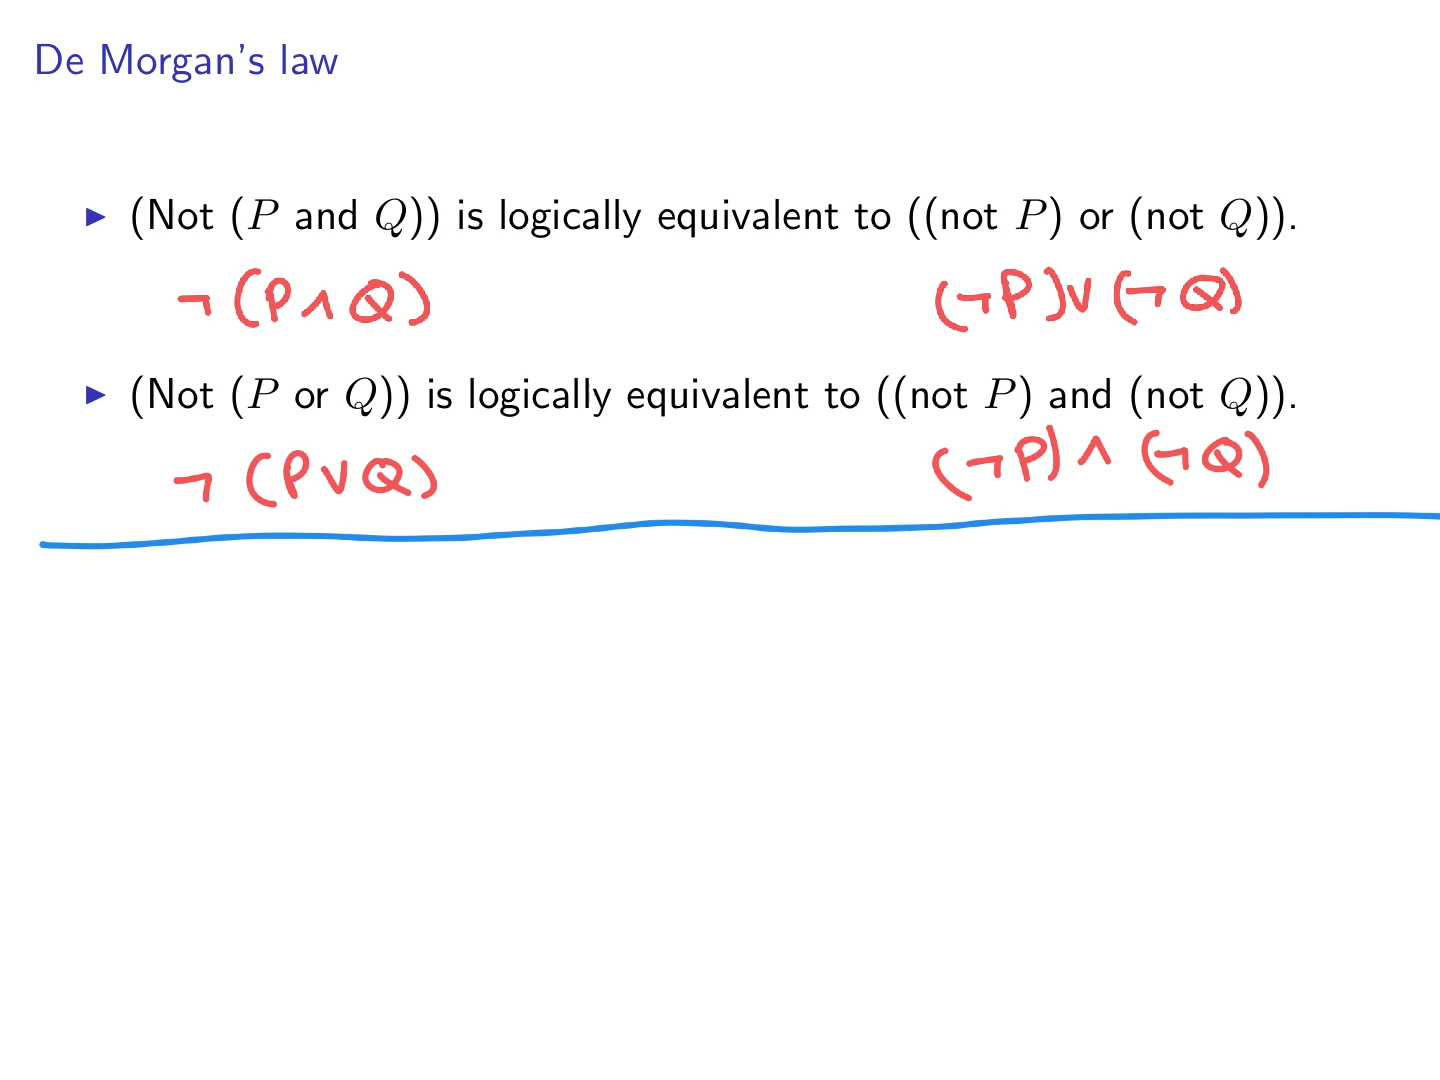 De Morgan's law
▶ (Not (P and Q)) is logically equivalent to ((not P) or (not Q)).
¬ (P ∧ Q) (¬P) ∨ (¬Q)
▶ (Not (P or Q)) is logically equivalent to ((not P) and (not Q)).
¬ (P ∨ Q) (¬P) ∧ (¬Q)